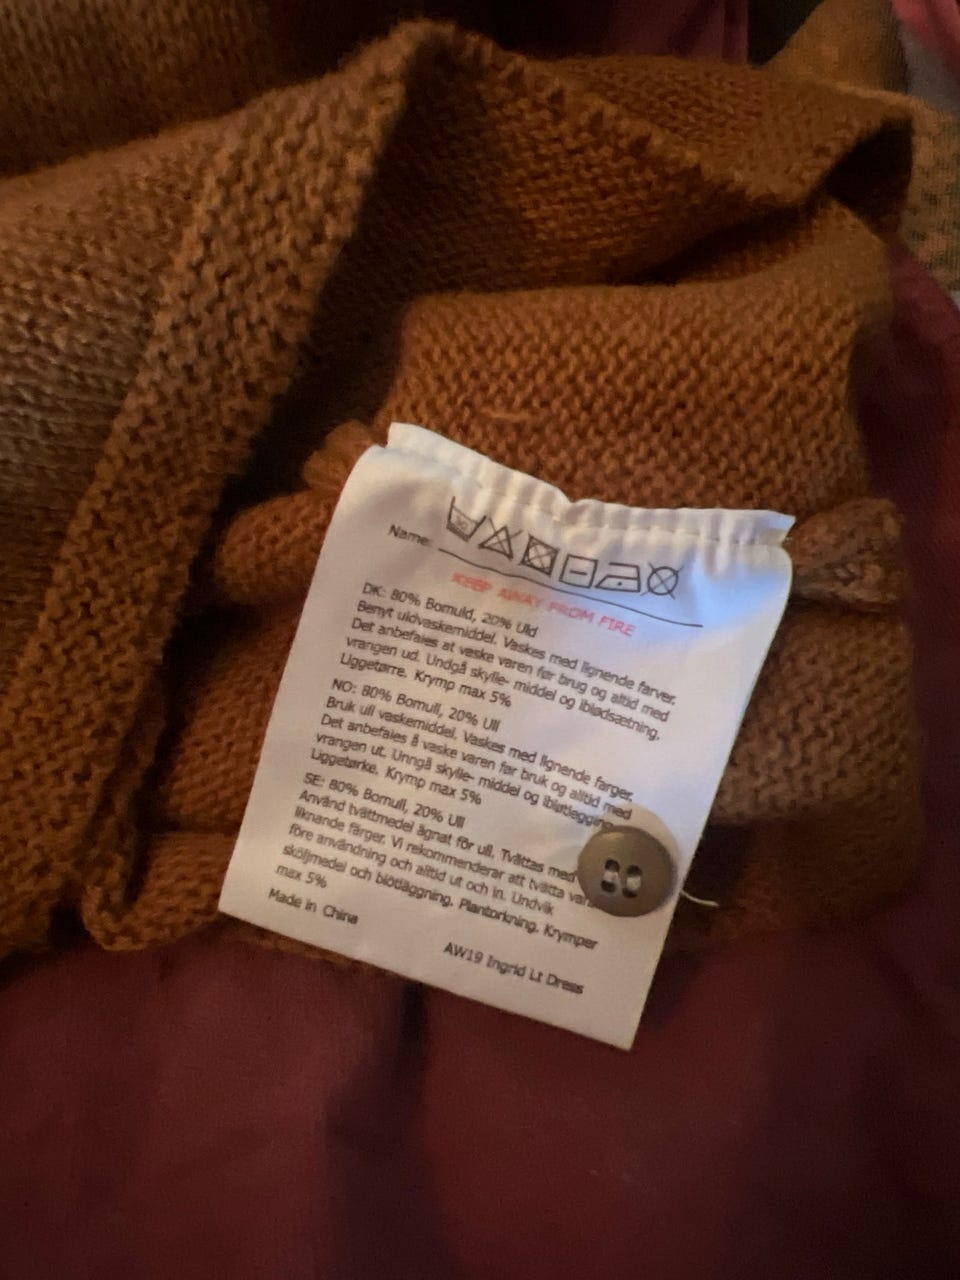 30
Name:
KEEP AWAY FROM FIRE
DK: 80% Bomuld, 20% Uld
Benyt uldvaskemiddel. Vaskes med lignende farver.
Det anbefales at vaske varen før brug og altid med
vrangen ud. Undgå skylle- middel og iblødsætning.
Liggetørre. Krymp max 5%
NO: 80% Bomull, 20% Ull
Bruk ull vaskemiddel. Vaskes med lignende farger.
Det anbefales å vaske varen før bruk og alltid med
vrangen ut. Unngå skylle- middel og ibløtlegging.
Liggetørke. Krymp max 5%
SE: 80% Bomull, 20% Ull
Använd tvättmedel ägnat för ull. Tvättas med
liknande färger. Vi rekommenderar att tvätta
före användning och alltid ut och in. Undvik
sköljmedel och blötläggning. Plantorkning. Krymper
max 5%
Made in China
AW19 Ingrid Lt Dress